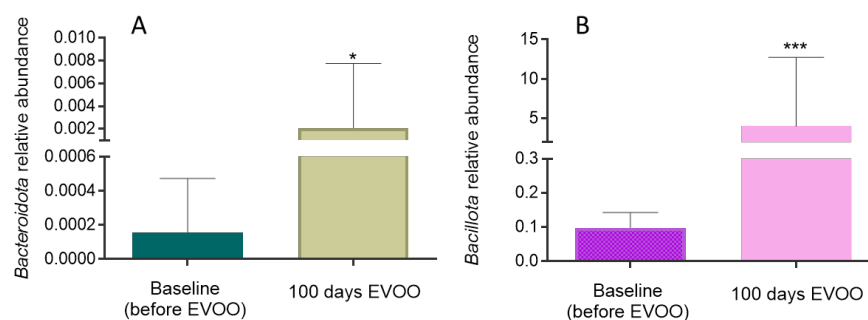 A
Bacteroidota relative abundance
0.010
0.008
0.006
0.004
0.002
0.0006
0.0004
0.0002
0.0000
*
Baseline
(before EVOO)
100 days EVOO
B
Bacillota relative abundance
15
10
5
0.3
0.2
0.1
0.0
***
Baseline
(before EVOO)
100 days EVOO